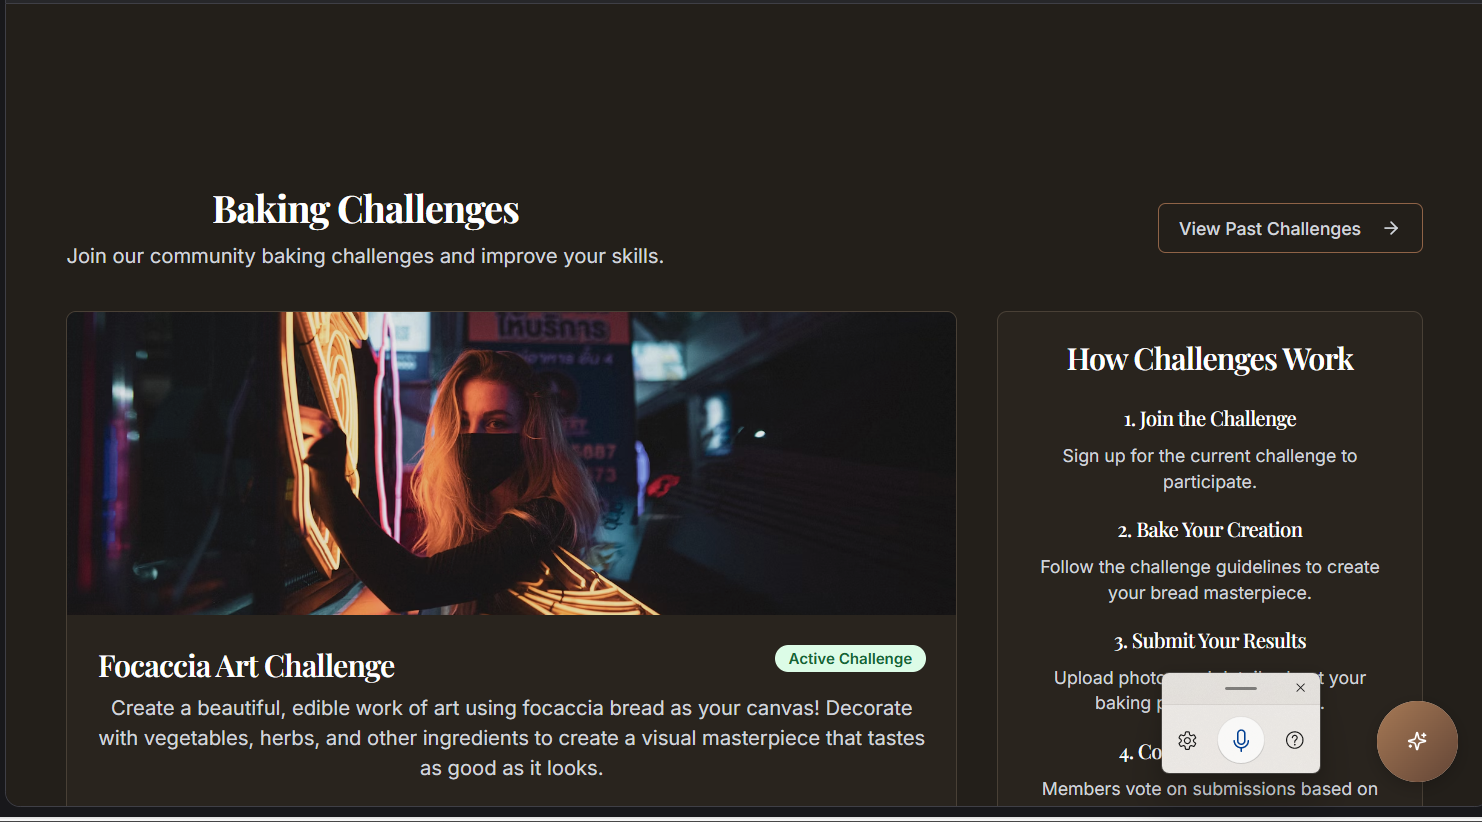 Baking Challenges
Join our community baking challenges and improve your skills.
View Past Challenges
ให้บริการ
5887
73
Focaccia Art Challenge
Active Challenge
Create a beautiful, edible work of art using focaccia bread as your canvas! Decorate
with vegetables, herbs, and other ingredients to create a visual masterpiece that tastes
as good as it looks.
How Challenges Work
1. Join the Challenge
Sign up for the current challenge to
participate.
2. Bake Your Creation
Follow the challenge guidelines to create
your bread masterpiece.
3. Submit Your Results
Upload your
baking
4.
Members vote on submissions based on